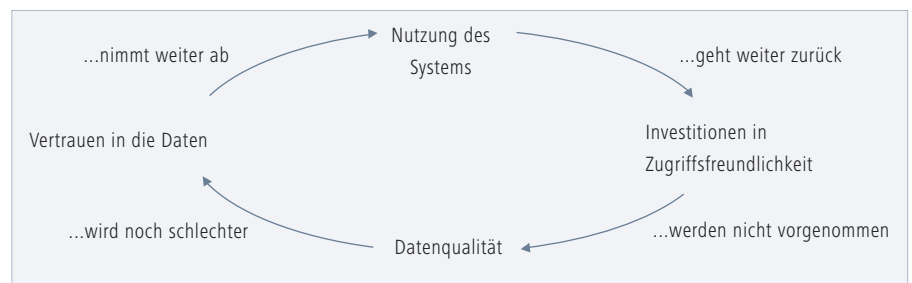 Nutzung des
Systems
...geht weiter zurück
Investitionen in
Zugriffsfreundlichkeit
...werden nicht vorgenommen
Datenqualität
...wird noch schlechter
Vertrauen in die Daten
...nimmt weiter ab